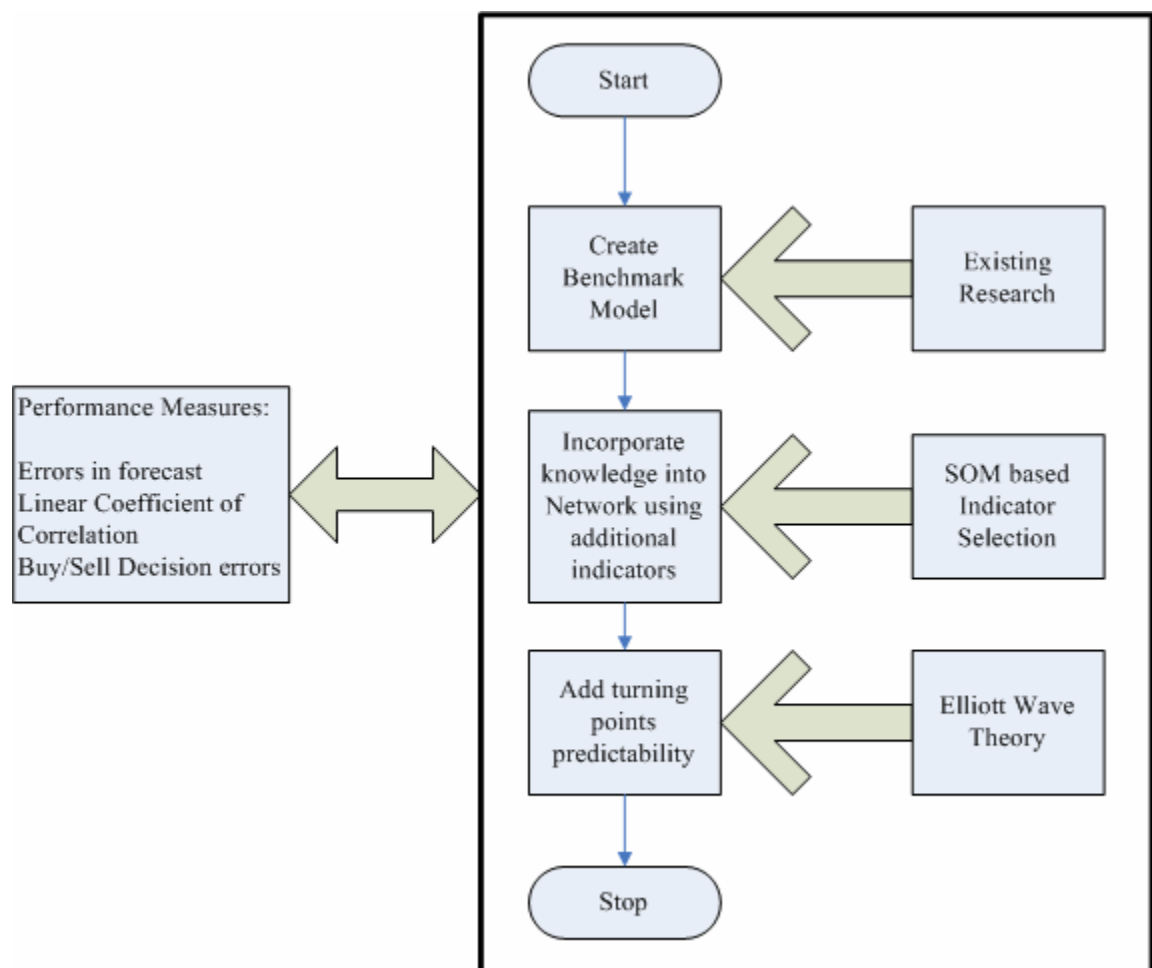 Start
Create
Benchmark
Model
Existing
Research
Performance Measures:
Errors in forecast
Linear Coefficient of
Correlation
Buy/Sell Decision errors
Incorporate
knowledge into
Network using
additional
indicators
SOM based
Indicator
Selection
Add turning
points
predictability
Elliott Wave
Theory
Stop